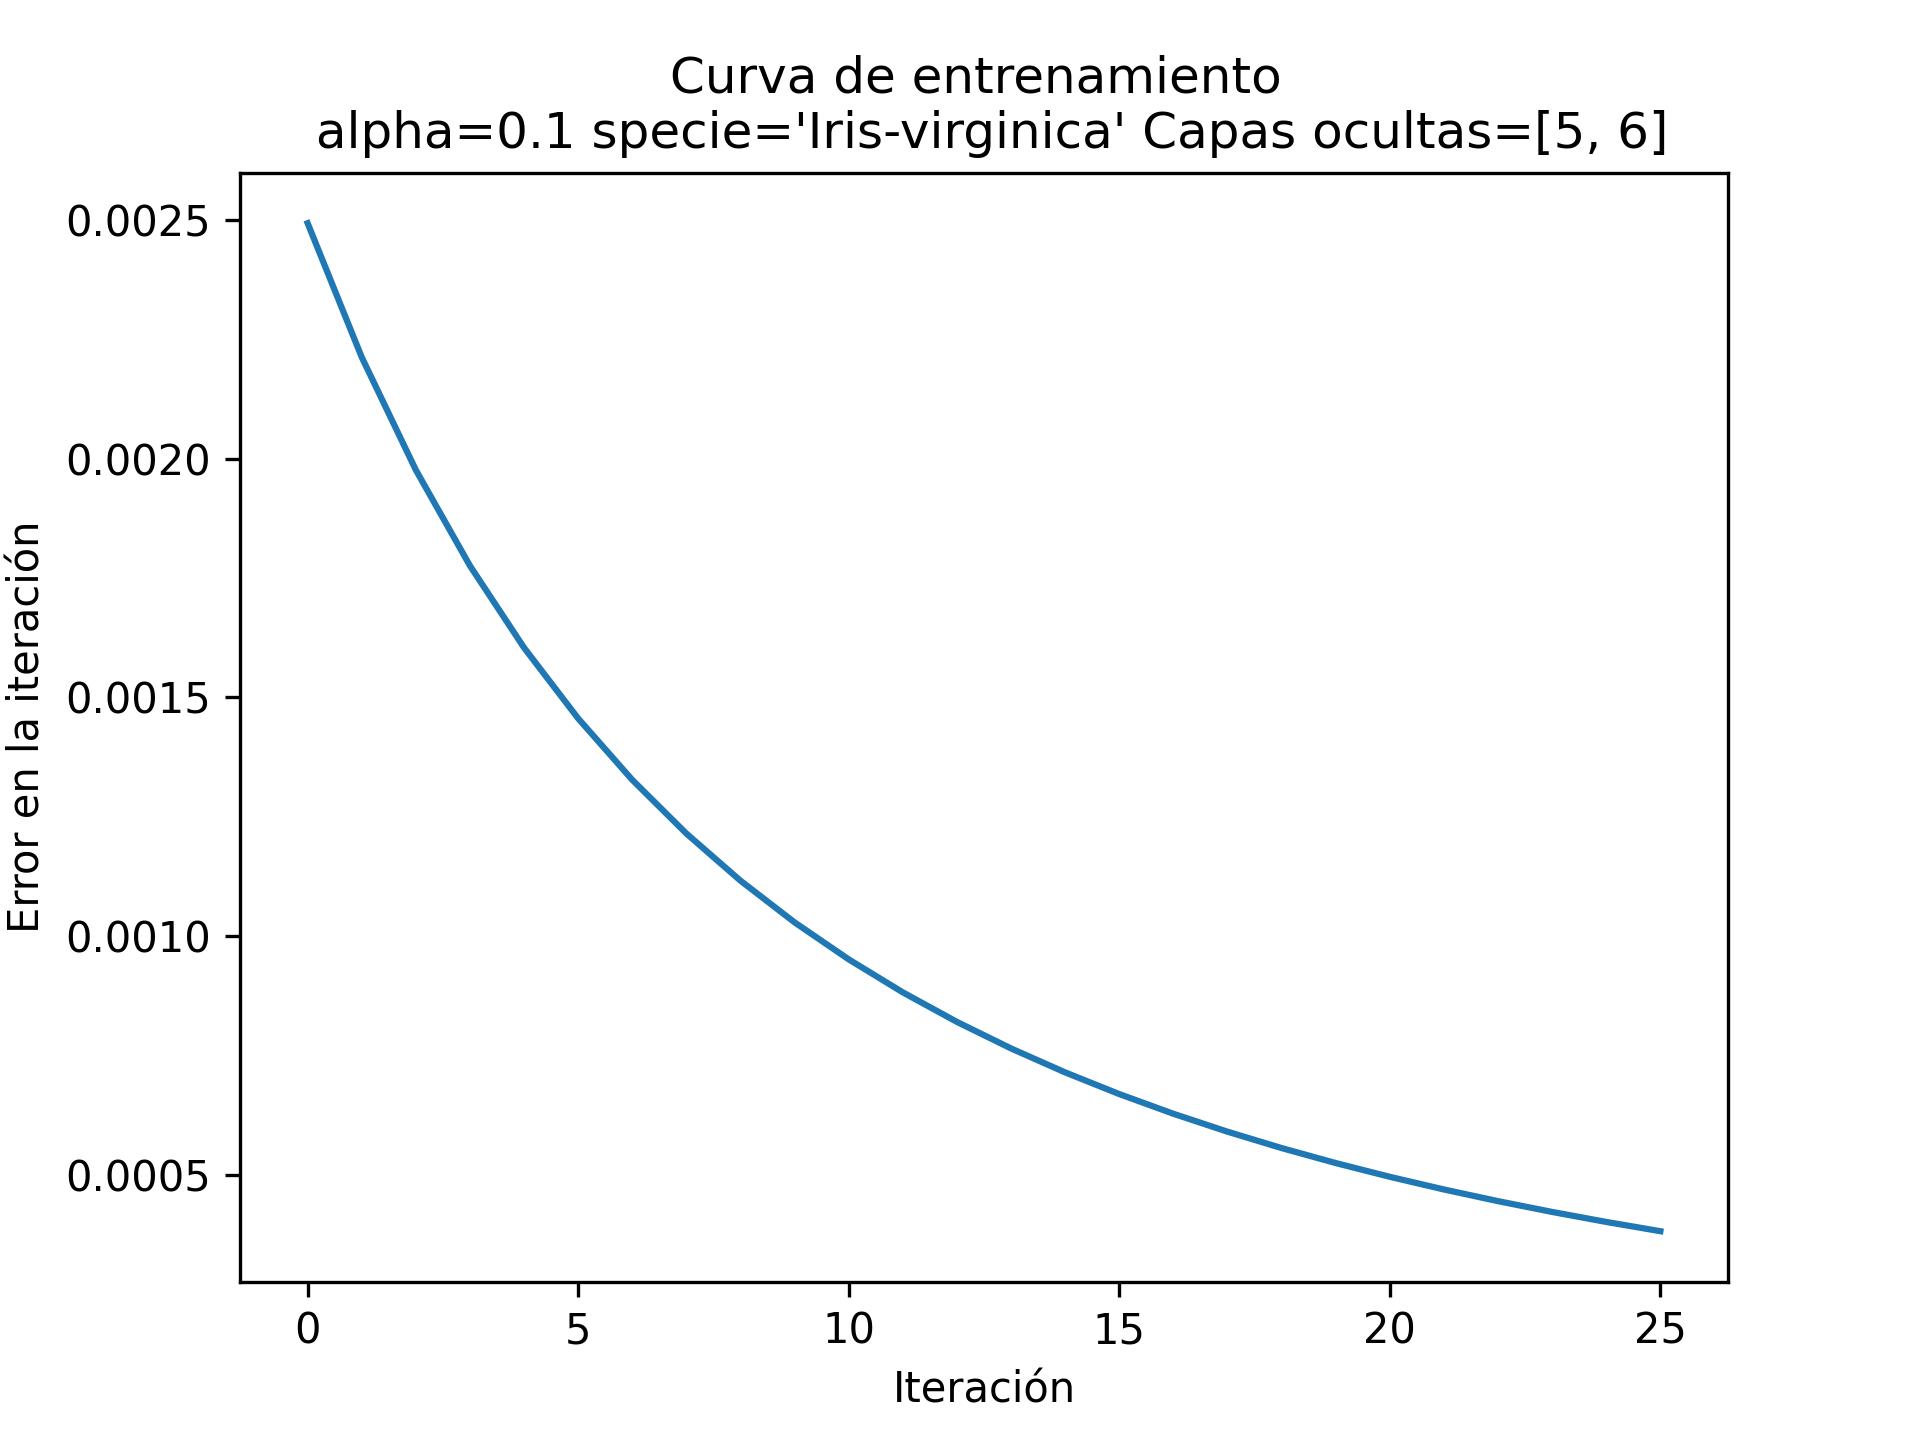 Curva de entrenamiento
alpha=0.1 specie='Iris-virginica' Capas ocultas=[5, 6]
Error en la iteración
0.0025
0.0020
0.0015
0.0010
0.0005
0 5 10 15 20 25
Iteración